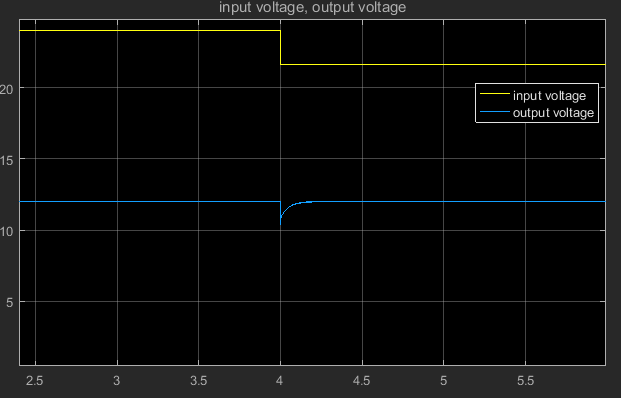 input voltage, output voltage
20
15
10
5
input voltage
output voltage
2.5 3 3.5 4 4.5 5 5.5